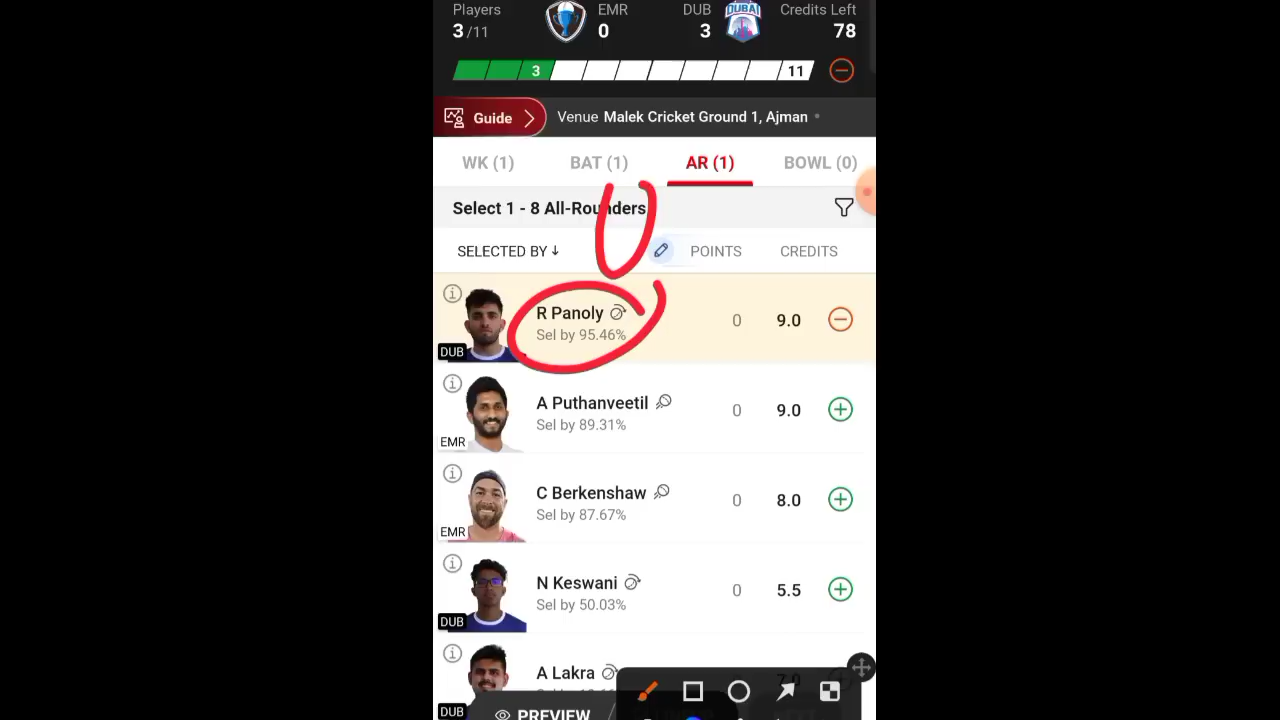 Players EMR DUB DUBAI Credits Left
3 /11 0 3 78
3 11
Guide Venue Malek Cricket Ground 1, Ajman
WK (1) BAT (1) AR (1) BOWL (0)
Select 1 - 8 All-Rounders
SELECTED BY ↓ POINTS CREDITS
R Panoly
Sel by 95.46% 0 9.0
DUB
A Puthanveetil
Sel by 89.31% 0 9.0
EMR
C Berkenshaw
Sel by 87.67% 0 8.0
EMR
N Keswani
Sel by 50.03% 0 5.5
DUB
A Lakra
DUB
PREVIEW